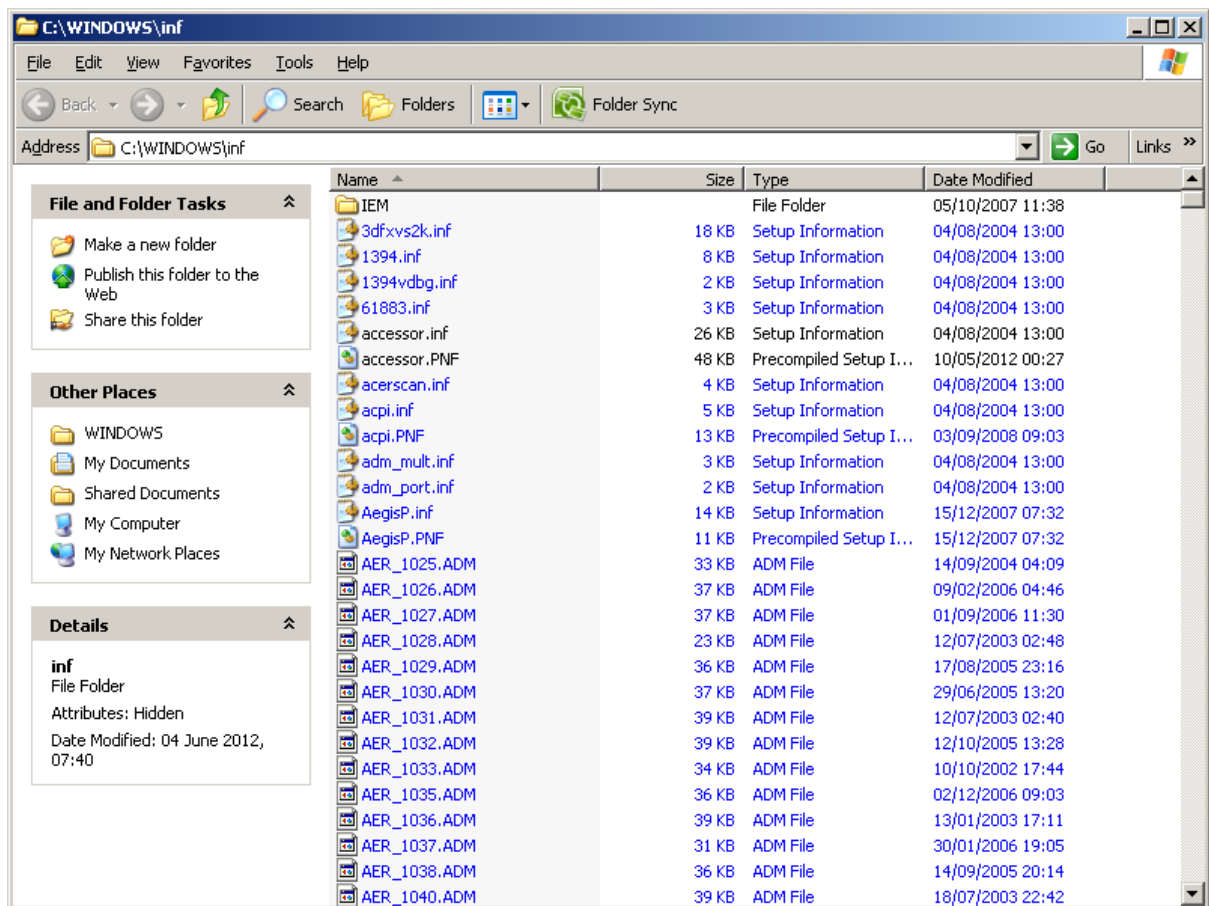 C:\WINDOWS\inf
File Edit View Favorites Tools Help
Back Search Folders Folder Sync
Address C:\WINDOWS\inf Go Links »
File and Folder Tasks
Make a new folder
Publish this folder to the
Web
Share this folder
Other Places
WINDOWS
My Documents
Shared Documents
My Computer
My Network Places
Details
inf
File Folder
Attributes: Hidden
Date Modified: 04 June 2012,
07:40
Name Size Type Date Modified
IEM File Folder 05/10/2007 11:38
3dfxvs2k.inf 18 KB Setup Information 04/08/2004 13:00
1394.inf 8 KB Setup Information 04/08/2004 13:00
1394vdbg.inf 2 KB Setup Information 04/08/2004 13:00
61883.inf 3 KB Setup Information 04/08/2004 13:00
accessor.inf 26 KB Setup Information 04/08/2004 13:00
accessor.PNF 48 KB Precompiled Setup I... 10/05/2012 00:27
acerscan.inf 4 KB Setup Information 04/08/2004 13:00
acpi.inf 5 KB Setup Information 04/08/2004 13:00
acpi.PNF 13 KB Precompiled Setup I... 03/09/2008 09:03
adm_mult.inf 3 KB Setup Information 04/08/2004 13:00
adm_port.inf 2 KB Setup Information 04/08/2004 13:00
AegisP.inf 14 KB Setup Information 15/12/2007 07:32
AegisP.PNF 11 KB Precompiled Setup I... 15/12/2007 07:32
AER_1025.ADM 33 KB ADM File 14/09/2004 04:09
AER_1026.ADM 37 KB ADM File 09/02/2006 04:46
AER_1027.ADM 37 KB ADM File 01/09/2006 11:30
AER_1028.ADM 23 KB ADM File 12/07/2003 02:48
AER_1029.ADM 36 KB ADM File 17/08/2005 23:16
AER_1030.ADM 37 KB ADM File 29/06/2005 13:20
AER_1031.ADM 39 KB ADM File 12/07/2003 02:40
AER_1032.ADM 39 KB ADM File 12/10/2005 13:28
AER_1033.ADM 34 KB ADM File 10/10/2002 17:44
AER_1035.ADM 36 KB ADM File 02/12/2006 09:03
AER_1036.ADM 39 KB ADM File 13/01/2003 17:11
AER_1037.ADM 31 KB ADM File 30/01/2006 19:05
AER_1038.ADM 36 KB ADM File 14/09/2005 20:14
AER_1040.ADM 39 KB ADM File 18/07/2003 22:42